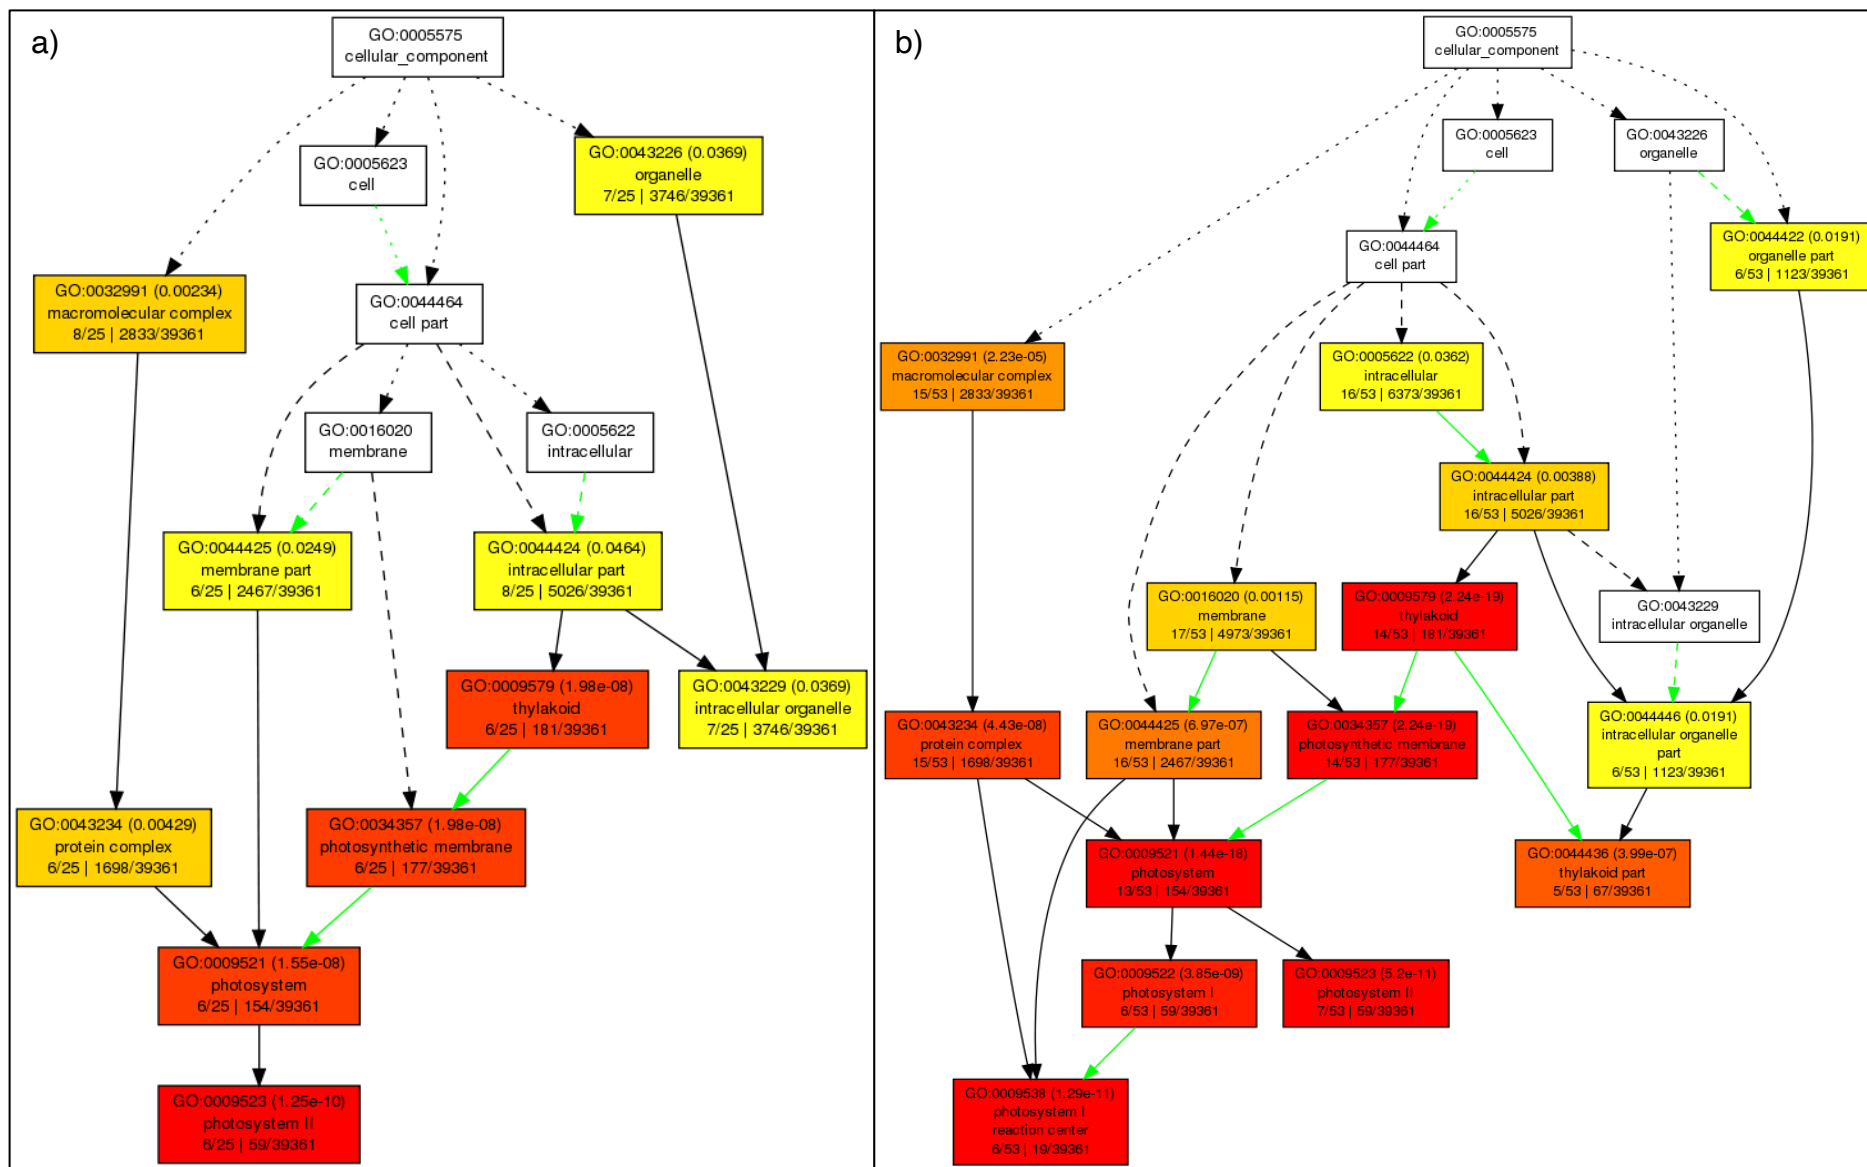 a)
GO:0005575
cellular_component
GO:0005623
cell
GO:0043226 (0.0369)
organelle
7/25 | 3746/39361
GO:0032991 (0.00234)
macromolecular complex
8/25 | 2833/39361
GO:0044464
cell part
GO:0016020
membrane
GO:0005622
intracellular
GO:0044425 (0.0249)
membrane part
6/25 | 2467/39361
GO:0044424 (0.0464)
intracellular part
8/25 | 5026/39361
GO:0009579 (1.98e-08)
thylakoid
6/25 | 181/39361
GO:0043229 (0.0369)
intracellular organelle
7/25 | 3746/39361
GO:0043234 (0.00429)
protein complex
6/25 | 1698/39361
GO:0034357 (1.98e-08)
photosynthetic membrane
6/25 | 177/39361
GO:0009521 (1.55e-08)
photosystem
6/25 | 154/39361
GO:0009523 (1.25e-10)
photosystem II
6/25 | 59/39361
b)
GO:0005575
cellular_component
GO:0005623
cell
GO:0043226
organelle
GO:0044464
cell part
GO:0044422 (0.0191)
organelle part
6/53 | 1123/39361
GO:0032991 (2.23e-05)
macromolecular complex
15/53 | 2833/39361
GO:0005622 (0.0362)
intracellular
16/53 | 6373/39361
GO:0044424 (0.00388)
intracellular part
16/53 | 5026/39361
GO:0016020 (0.00115)
membrane
17/53 | 4973/39361
GO:0009579 (2.24e-19)
thylakoid
14/53 | 181/39361
GO:0043229
intracellular organelle
GO:0043234 (4.43e-08)
protein complex
15/53 | 1698/39361
GO:0044425 (6.97e-07)
membrane part
16/53 | 2467/39361
GO:0034357 (2.24e-19)
photosynthetic membrane
14/53 | 177/39361
GO:0044446 (0.0191)
intracellular organelle
part
6/53 | 1123/39361
GO:0009521 (1.44e-18)
photosystem
13/53 | 154/39361
GO:0044436 (3.99e-07)
thylakoid part
5/53 | 67/39361
GO:0009522 (3.85e-09)
photosystem I
6/53 | 59/39361
GO:0009523 (5.2e-11)
photosystem II
7/53 | 59/39361
GO:0009538 (1.29e-11)
photosystem I
reaction center
6/53 | 19/39361